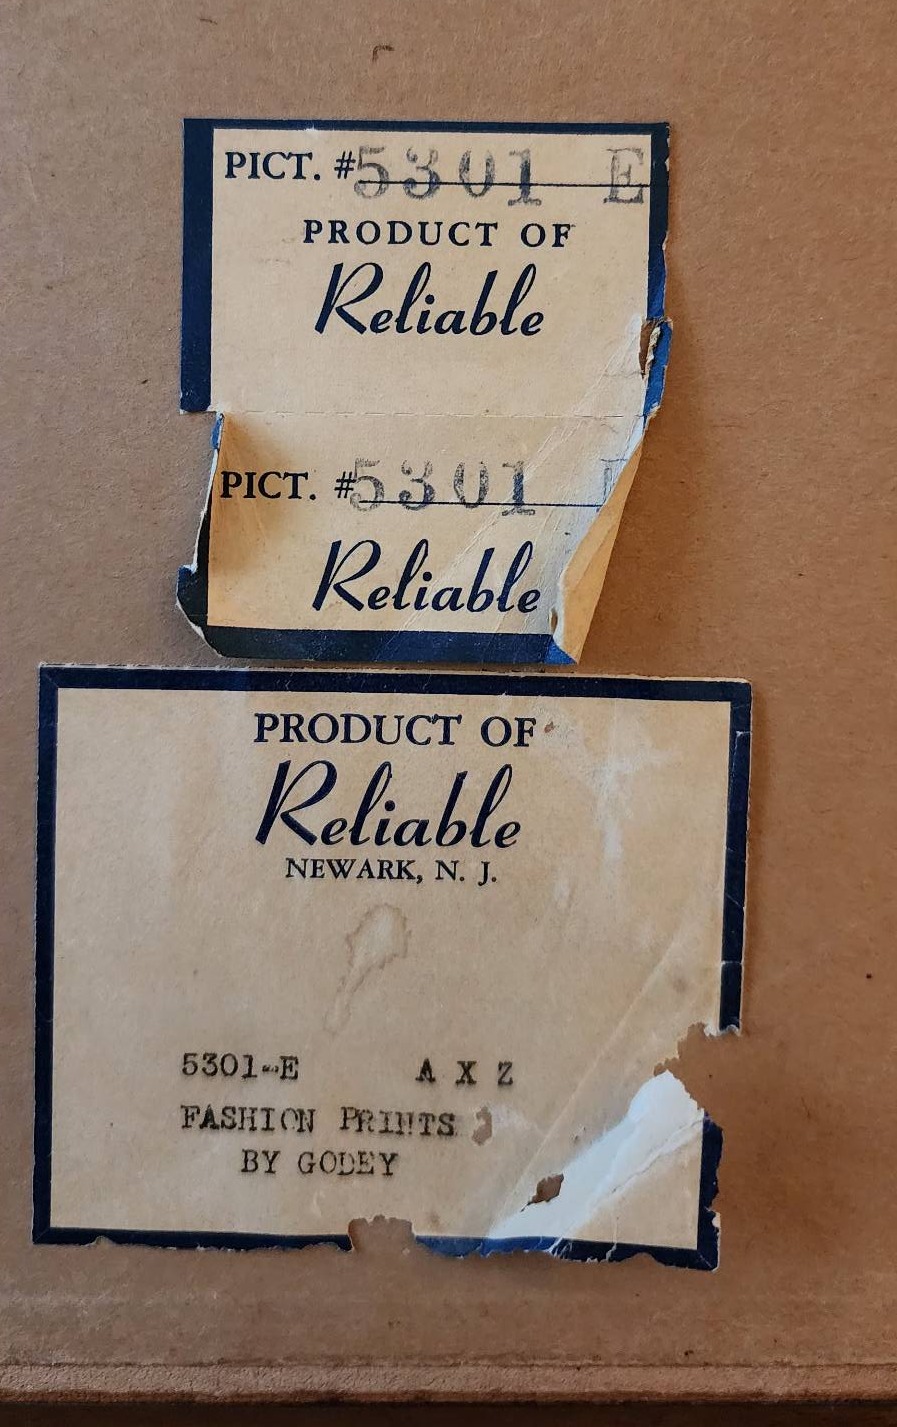 PICT. #5301 E
PRODUCT OF
Reliable
PICT. #5301
Reliable
PRODUCT OF
Reliable
NEWARK, N. J.
5301-E A X Z
FASHION PRINTS
BY GODEY